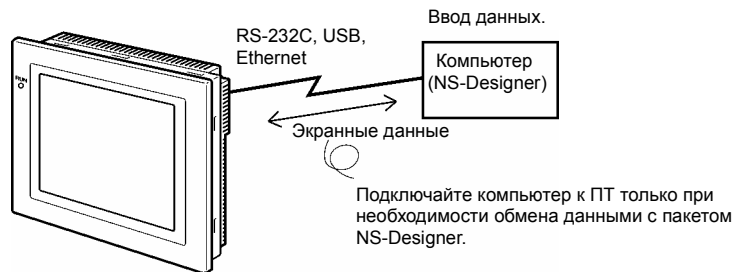 Ввод данных.
RS-232C, USB,
Ethernet
Компьютер
(NS-Designer)
RUN
Экранные данные
Подключайте компьютер к ПТ только при
необходимости обмена данными с пакетом
NS-Designer.